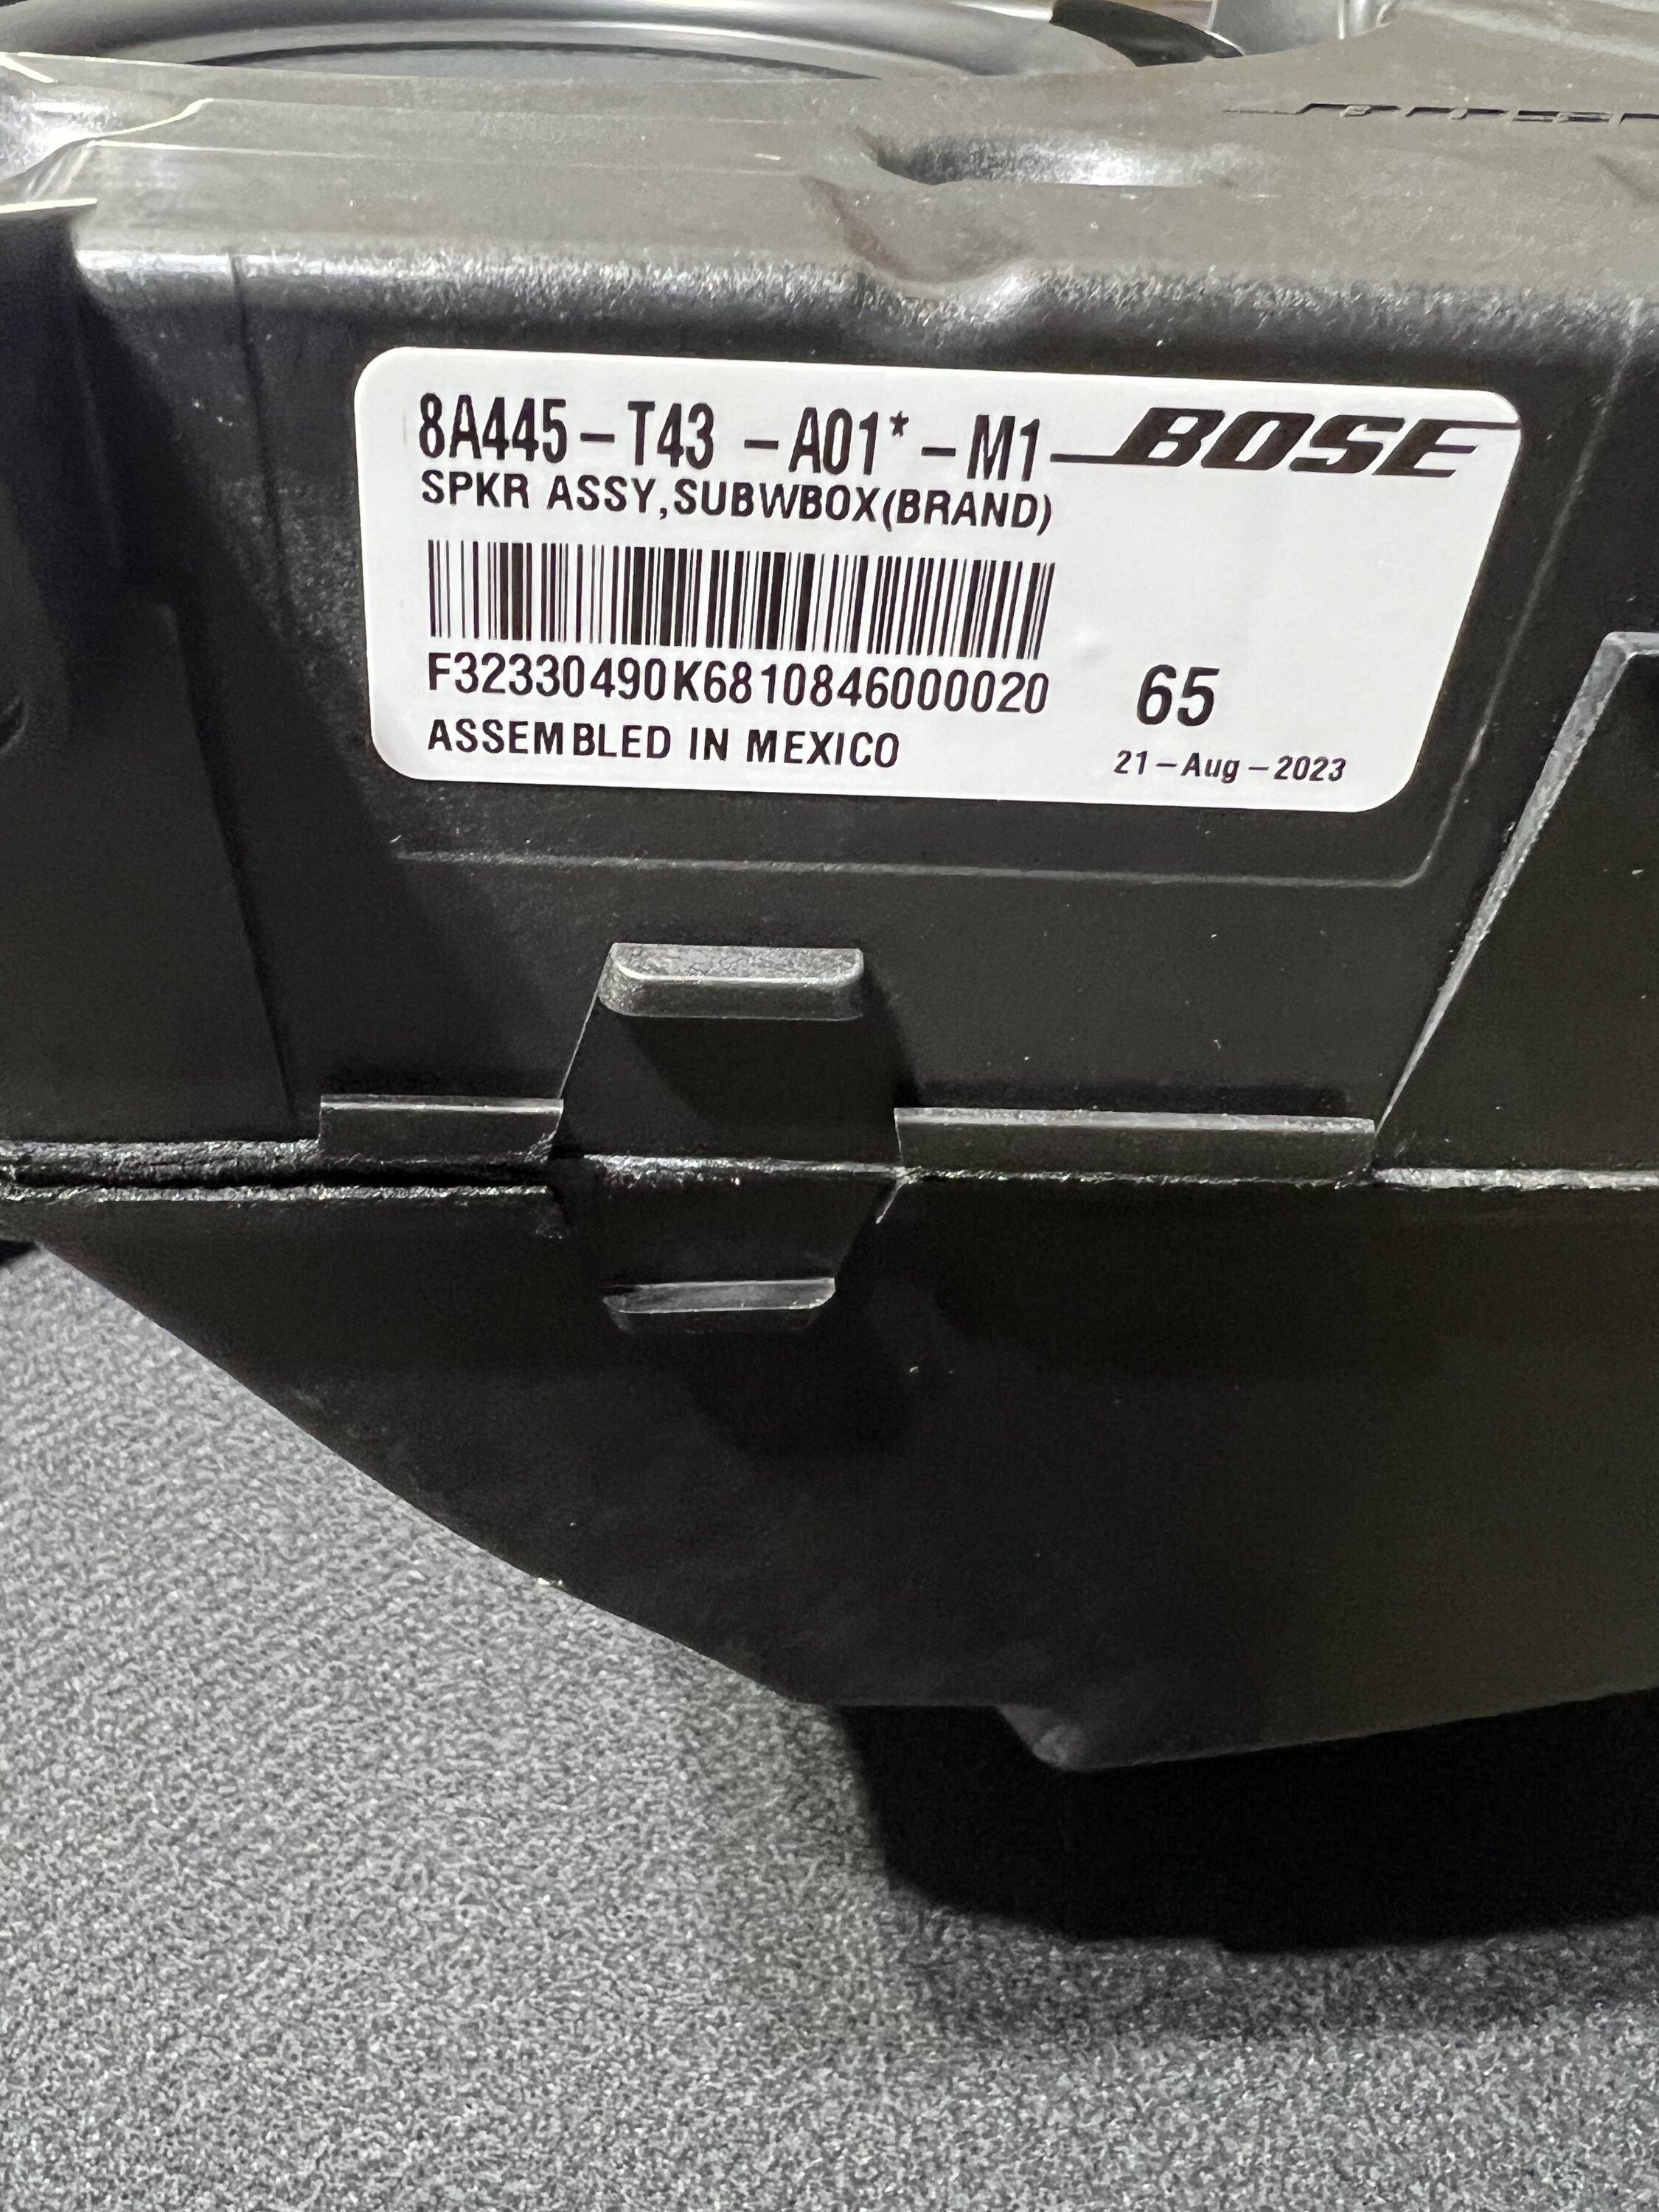 8A445-T43 -A01* -M1 BOSE
SPKR ASSY,SUBWBOX(BRAND)
F32330490K6810846000020 65
ASSEMBLED IN MEXICO 21-Aug-2023